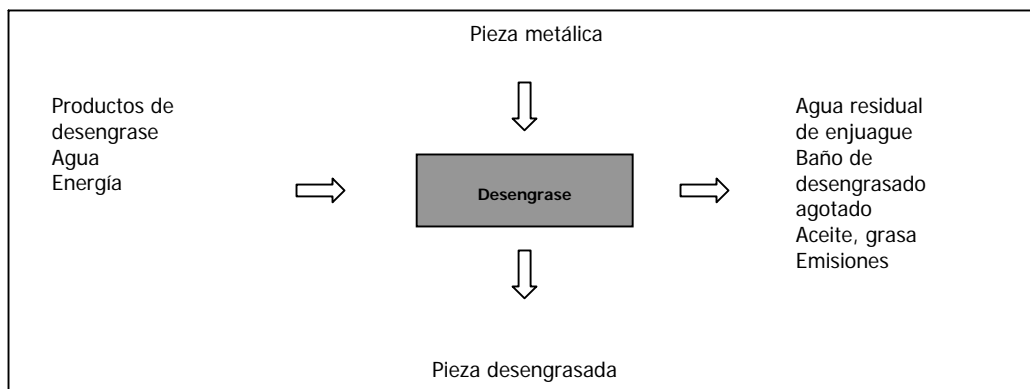 Pieza metálica
Productos de
desengrase
Agua
Energía
Desengrase
Agua residual
de enjuague
Baño de
desengrasado
agotado
Aceite, grasa
Emisiones
Pieza desengrasada